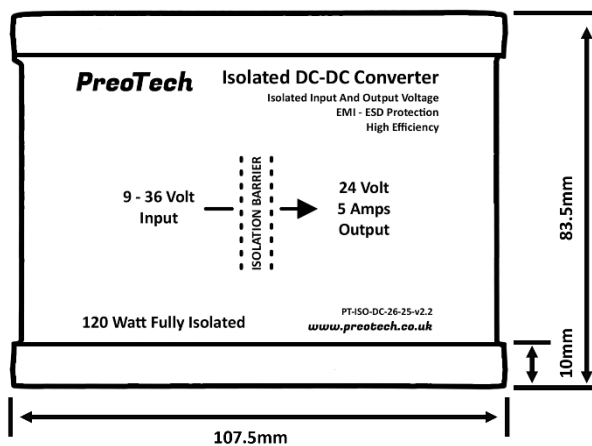 PreoTech
Isolated DC-DC Converter
Isolated Input And Output Voltage
EMI - ESD Protection
High Efficiency
9 - 36 Volt
Input
ISOLATION BARRIER
24 Volt
5 Amps
Output
120 Watt Fully Isolated
PT-ISO-DC-26-25-v2.2
www.preotech.co.uk
83.5mm
10mm
107.5mm